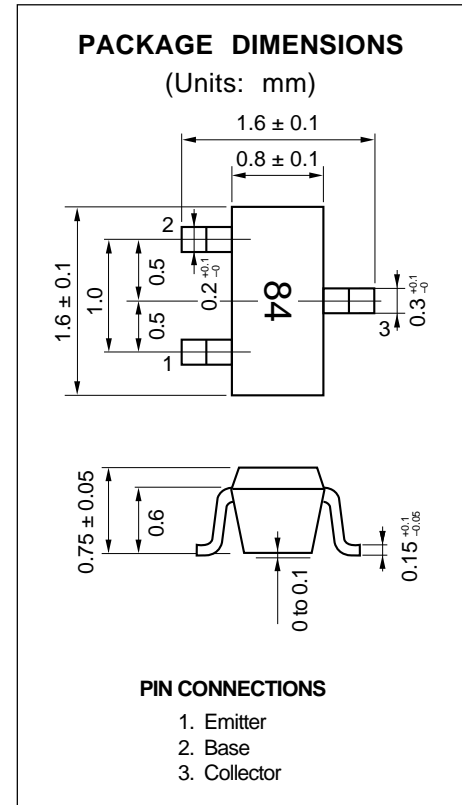 PACKAGE DIMENSIONS
(Units: mm)
1.6 ± 0.1
0.8 ± 0.1
2
1.6 ± 0.1
1.0
0.5
0.5
0.2 +0.1 –0
84
0.3 +0.1 –0
3
1
0.75 ± 0.05
0.6
0 to 0.1
0.15 +0.1 –0.05
PIN CONNECTIONS
1. Emitter
2. Base
3. Collector